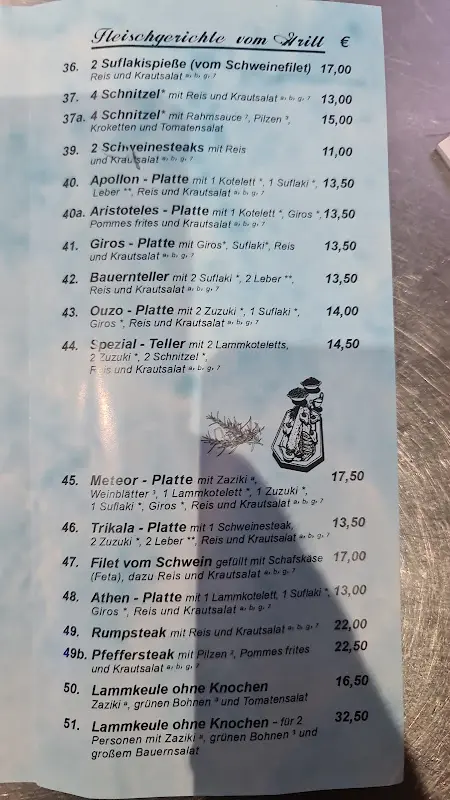 Fleischgerichte vom Grill €
36. 2 Suflakispieße (vom Schweinefilet) 17,00
Reis und Krautsalat a, b, g, 7
37. 4 Schnitzel* mit Reis und Krautsalat a, b, g, 7 13,00
37a. 4 Schnitzel* mit Rahmsauce 7, Pilzen 3, 15,00
Kroketten und Tomatensalat
39. 2 Schweinesteaks mit Reis 11,00
und Krautsalat a, b, g, 7
40. Apollon - Platte mit 1 Kotelett *, 1 Suflaki *, 13,50
Leber **, Reis und Krautsalat a, b, g, 7
40a. Aristoteles - Platte mit 1 Kotelett *, Giros *, 13,50
Pommes frites und Krautsalat a, b, g, 7
41. Giros - Platte mit Giros*, Suflaki*, Reis 13,50
und Krautsalat a, b, g, 7
42. Bauernteller mit 2 Suflaki *, 2 Leber **, 13,50
Reis und Krautsalat a, b, g, 7
43. Ouzo - Platte mit 2 Zuzuki *, 1 Suflaki *, 14,00
Giros *, Reis und Krautsalat a, b, g, 7
44. Spezial - Teller mit 2 Lammkoteletts, 14,50
2 Zuzuki *, 2 Schnitzel *,
Reis und Krautsalat a, b, g, 7
45. Meteor - Platte mit Zaziki a, 17,50
Weinblätter 3, 1 Lammkotelett *, 1 Zuzuki *,
1 Suflaki *, Giros *, Reis und Krautsalat a, b, g, 7
46. Trikala - Platte mit 1 Schweinesteak, 13,50
2 Zuzuki *, 2 Leber **, Reis und Krautsalat a, b, g, 7
47. Filet vom Schwein gefüllt mit Schafskäse 17,00
(Feta), dazu Reis und Krautsalat a, b, g, 7
48. Athen - Platte mit 1 Lammkotelett, 1 Suflaki *, 13,00
Giros *, Reis und Krautsalat a, b, g, 7
49. Rumpsteak mit Reis und Krautsalat a, b, g, 7 22,00
49b. Pfeffersteak mit Pilzen 3, Pommes frites 22,50
und Krautsalat a, b, g, 7
50. Lammkeule ohne Knochen 16,50
Zaziki a, grünen Bohnen 3 und Tomatensalat
51. Lammkeule ohne Knochen - für 2 32,50
Personen mit Zaziki a, grünen Bohnen 3 und
großem Bauernsalat